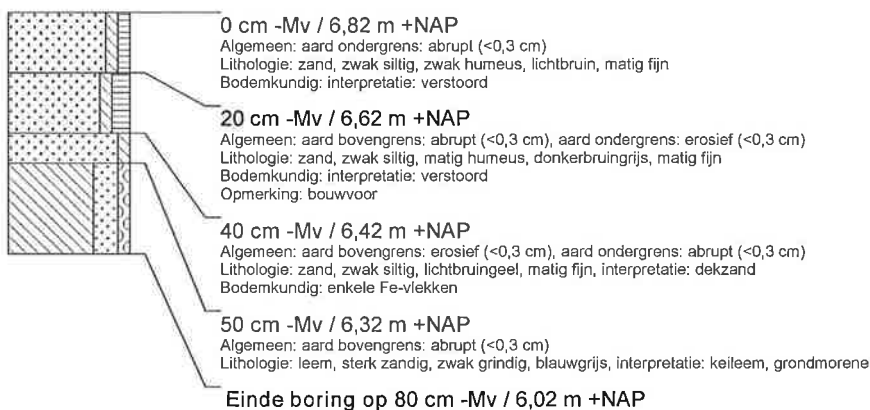 0 cm -Mv / 6,82 m +NAP
Algemeen: aard ondergrens: abrupt (<0,3 cm)
Lithologie: zand, zwak siltig, zwak humeus, lichtbruin, matig fijn
Bodemkundig: interpretatie: verstoord
20 cm -Mv / 6,62 m +NAP
Algemeen: aard bovengrens: abrupt (<0,3 cm), aard ondergrens: erosief (<0,3 cm)
Lithologie: zand, zwak siltig, matig humeus, donkerbruingrijs, matig fijn
Bodemkundig: interpretatie: verstoord
Opmerking: bouwvoor
40 cm -Mv / 6,42 m +NAP
Algemeen: aard bovengrens: erosief (<0,3 cm), aard ondergrens: abrupt (<0,3 cm)
Lithologie: zand, zwak siltig, lichtbruingeel, matig fijn, interpretatie: dekzand
Bodemkundig: enkele Fe-vlekken
50 cm -Mv / 6,32 m +NAP
Algemeen: aard bovengrens: abrupt (<0,3 cm)
Lithologie: leem, sterk zandig, zwak grindig, blauwgrijs, interpretatie: keileem, grondmorene
Einde boring op 80 cm -Mv / 6,02 m +NAP